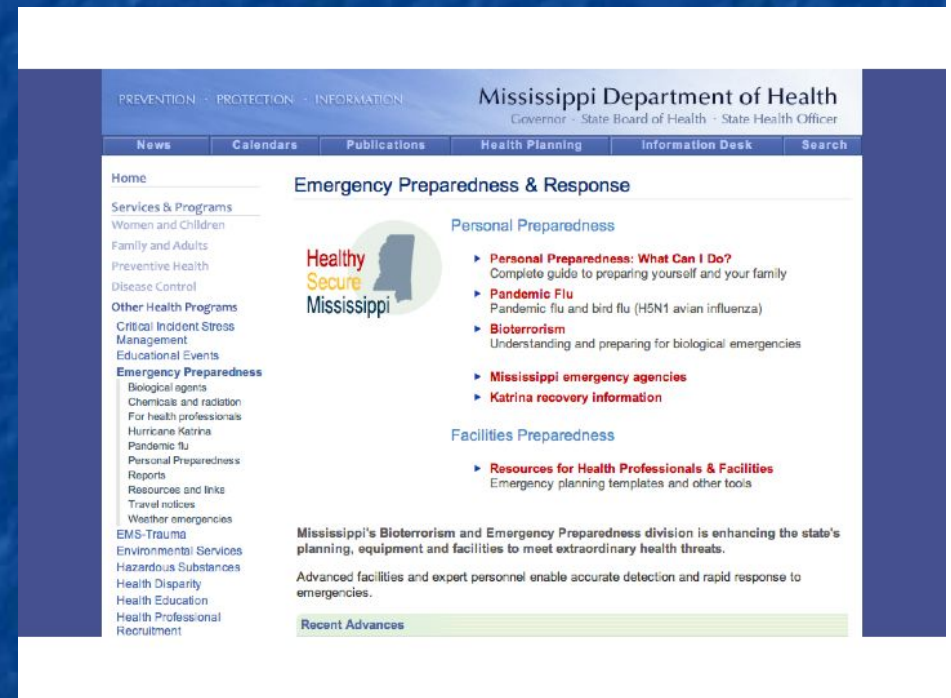 PREVENTION · PROTECTION · INFORMATION
Mississippi Department of Health
Governor · State Board of Health · State Health Officer
News Calendars Publications Health Planning Information Desk Search
Home
Services & Programs
Women and Children
Family and Adults
Preventive Health
Disease Control
Other Health Programs
Critical Incident Stress
Management
Educational Events
Emergency Preparedness
Biological agents
Chemicals and radiation
For health professionals
Hurricane Katrina
Pandemic flu
Personal Preparedness
Reports
Resources and links
Travel notices
Weather emergencies
EMS-Trauma
Environmental Services
Hazardous Substances
Health Disparity
Health Education
Health Professional
Recruitment
Emergency Preparedness & Response
Healthy
Secure
Mississippi
Personal Preparedness
Personal Preparedness: What Can I Do?
Complete guide to preparing yourself and your family
Pandemic Flu
Pandemic flu and bird flu (H5N1 avian influenza)
Bioterrorism
Understanding and preparing for biological emergencies
Mississippi emergency agencies
Katrina recovery information
Facilities Preparedness
Resources for Health Professionals & Facilities
Emergency planning templates and other tools
Mississippi's Bioterrorism and Emergency Preparedness division is enhancing the state's
planning, equipment and facilities to meet extraordinary health threats.
Advanced facilities and expert personnel enable accurate detection and rapid response to
emergencies.
Recent Advances